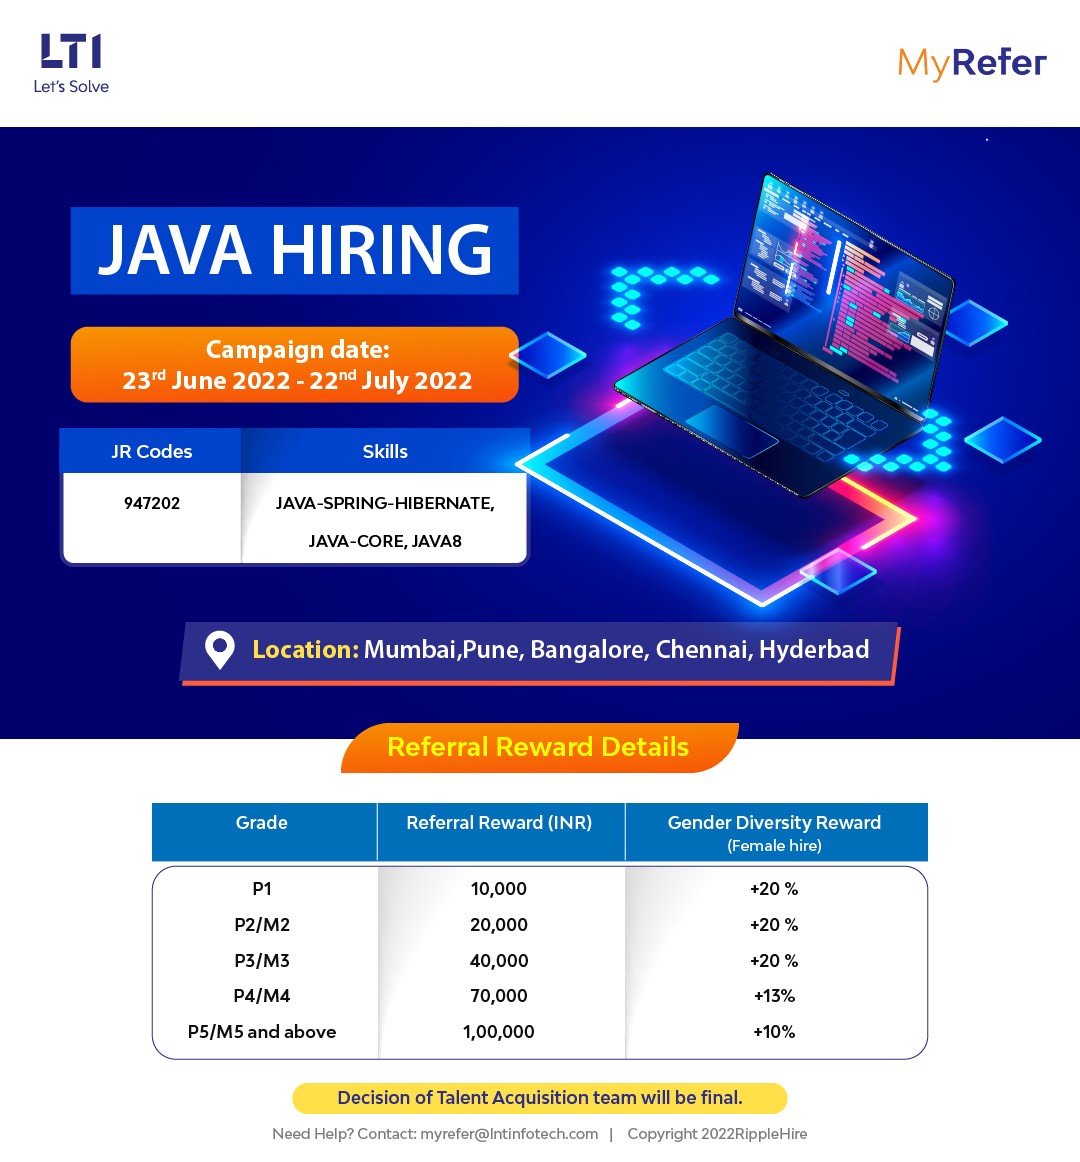 LTI
Let's Solve
MyRefer
JAVA HIRING
Campaign date:
23rd June 2022 - 22nd July 2022
JR Codes Skills
947202 JAVA-SPRING-HIBERNATE,
JAVA-CORE, JAVA8
Location: Mumbai,Pune, Bangalore, Chennai, Hyderbad
Referral Reward Details
Grade Referral Reward (INR) Gender Diversity Reward
(Female hire)
P1 10,000 +20 %
P2/M2 20,000 +20 %
P3/M3 40,000 +20 %
P4/M4 70,000 +13%
P5/M5 and above 1,00,000 +10%
Decision of Talent Acquisition team will be final.
Need Help? Contact: myrefer@lntinfotech.com | Copyright 2022RippleHire